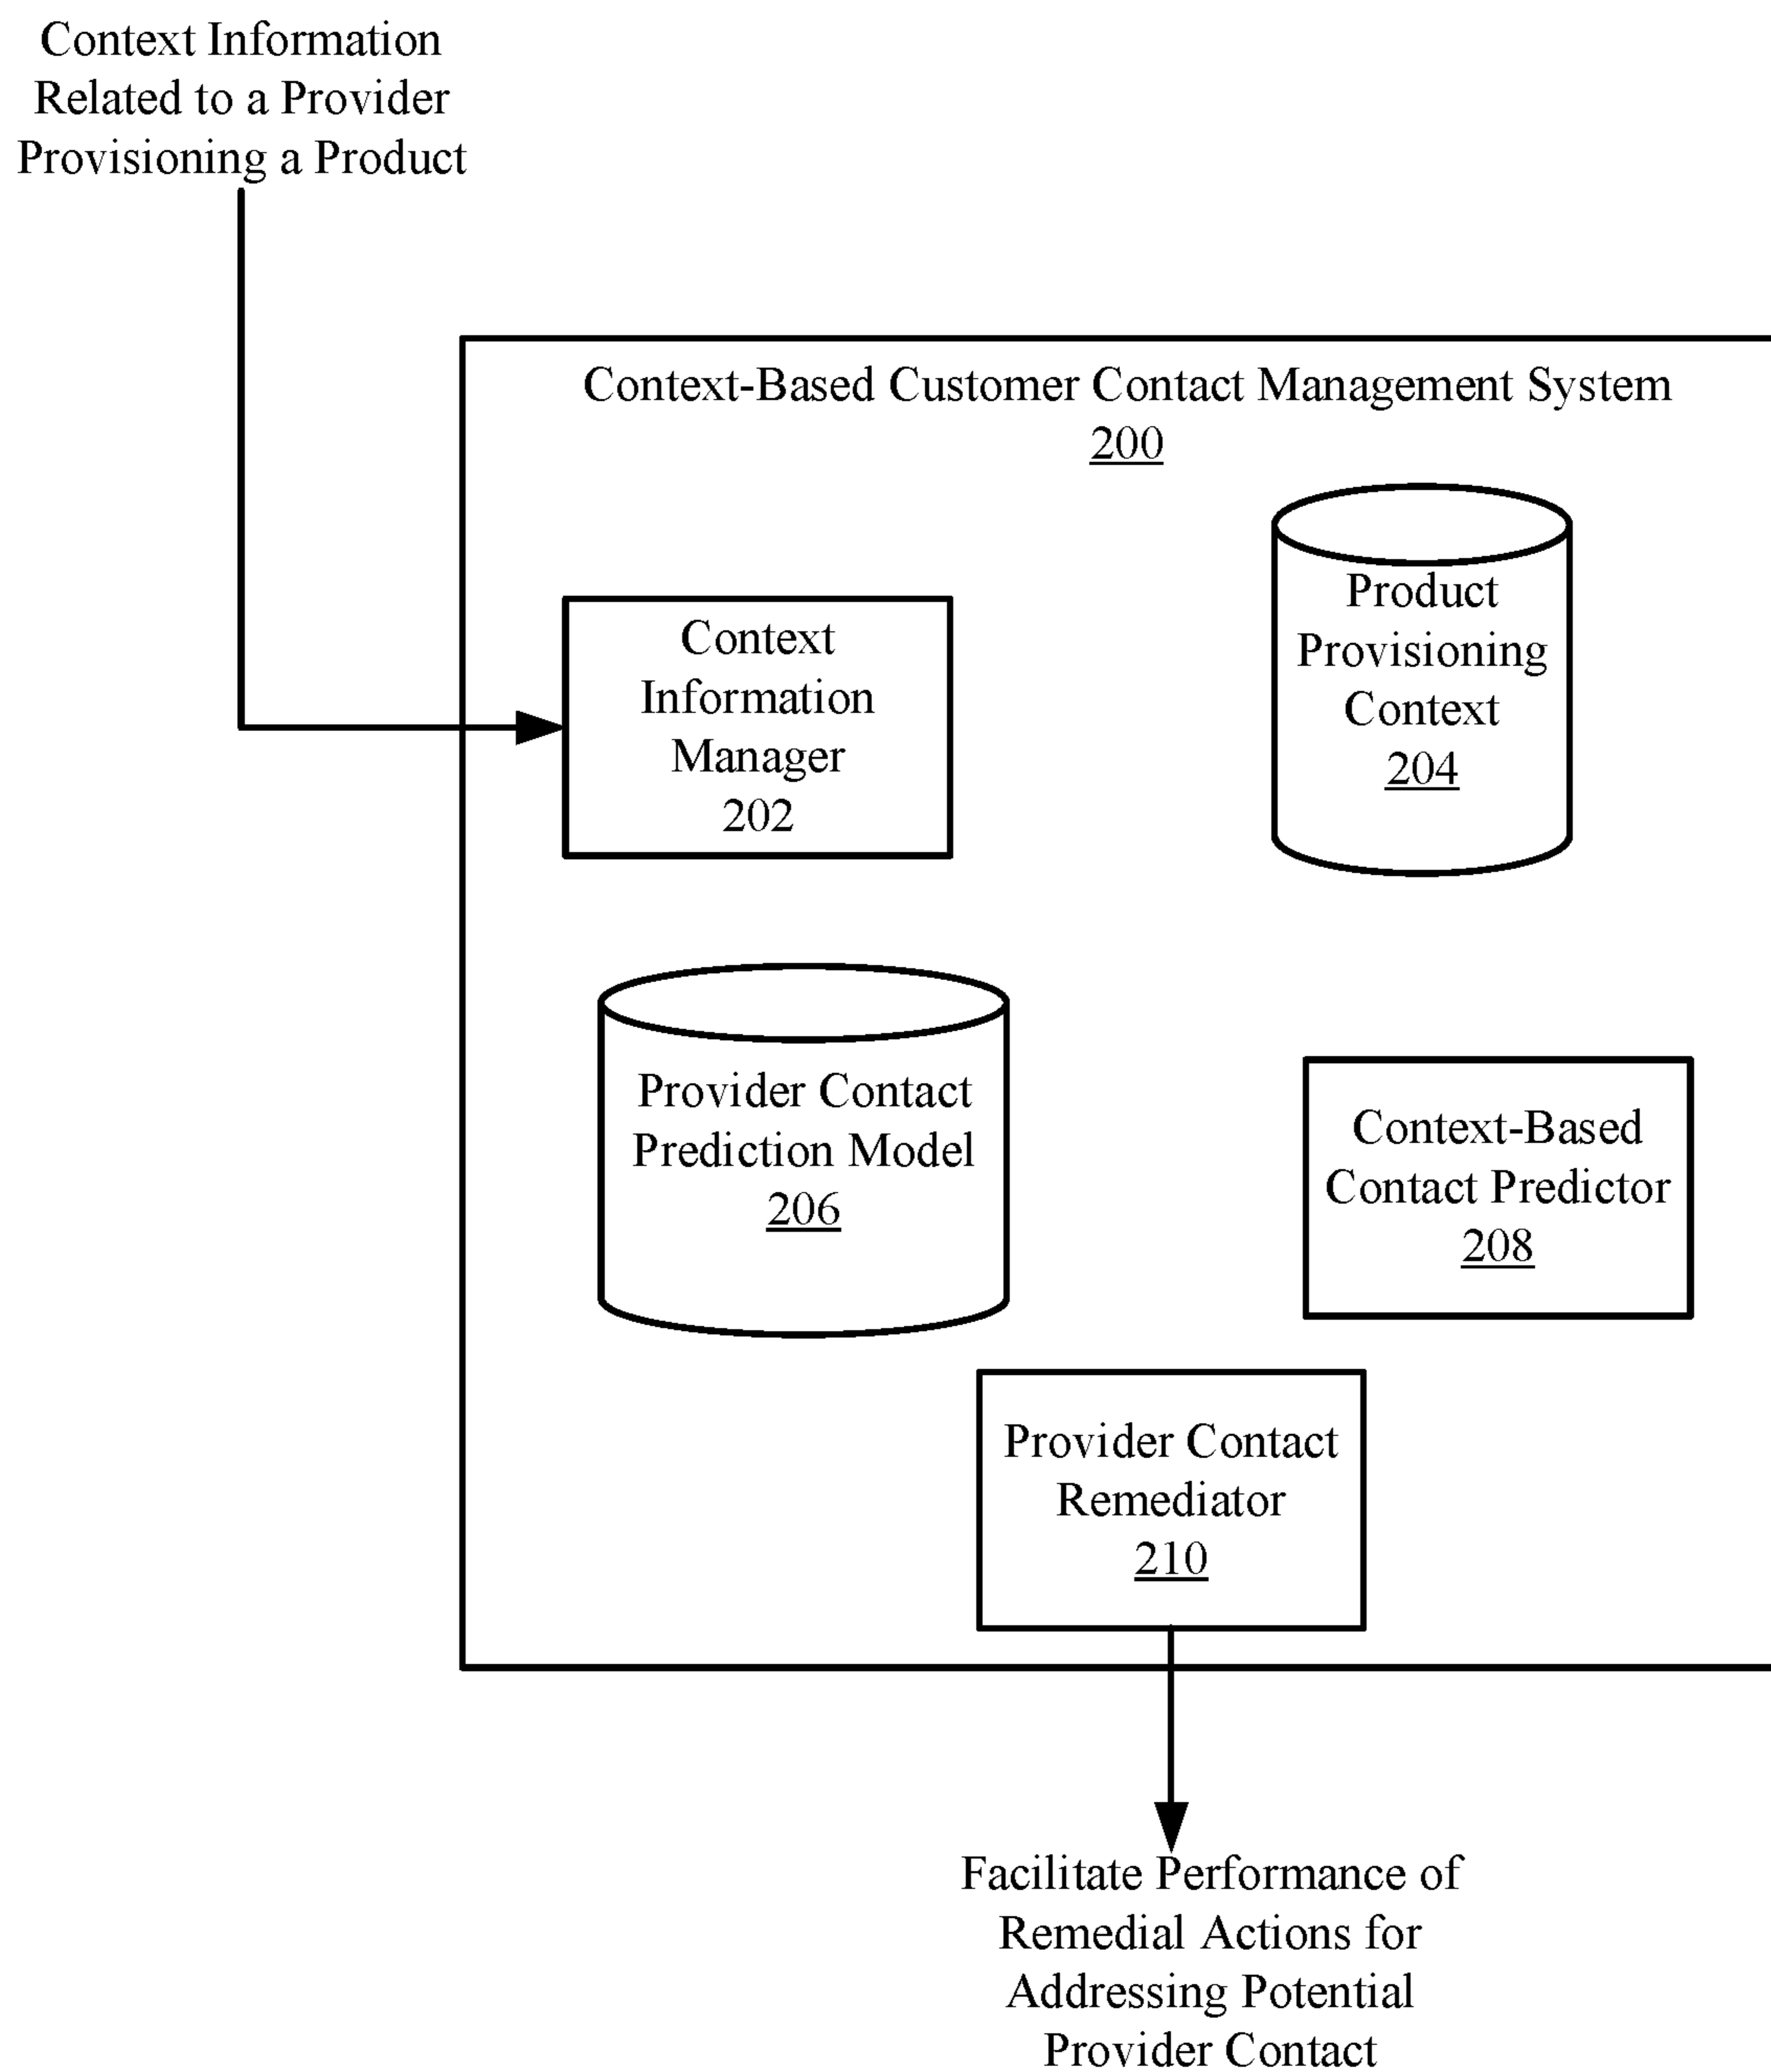 Context Information
Related to a Provider
Provisioning a Product
Context-Based Customer Contact Management System
200
Context
Information
Manager
202
Product
Provisioning
Context
204
Provider Contact
Prediction Model
206
Context-Based
Contact Predictor
208
Provider Contact
Remediator
210
Facilitate Performance of
Remedial Actions for
Addressing Potential
Provider Contact